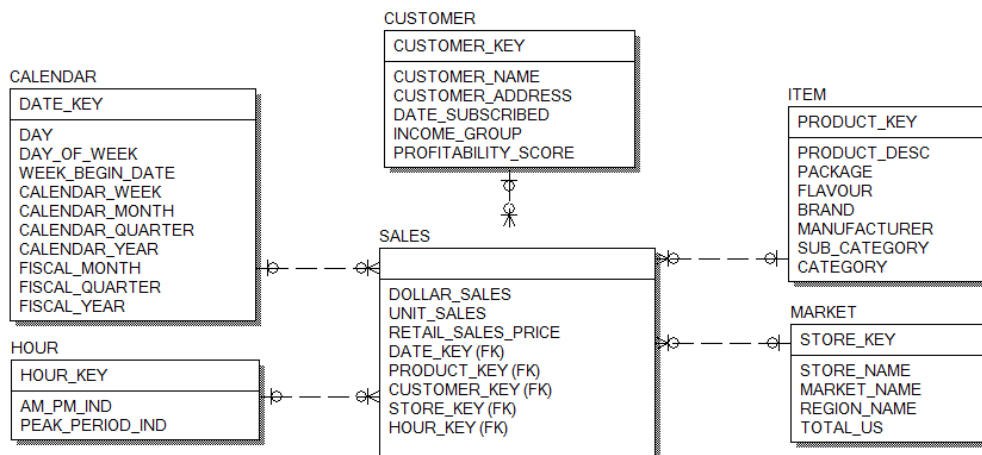 CUSTOMER
CUSTOMER_KEY
CUSTOMER_NAME
CUSTOMER_ADDRESS
DATE_SUBSCRIBED
INCOME_GROUP
PROFITABILITY_SCORE
CALENDAR
DATE_KEY
DAY
DAY_OF_WEEK
WEEK_BEGIN_DATE
CALENDAR_WEEK
CALENDAR_MONTH
CALENDAR_QUARTER
CALENDAR_YEAR
FISCAL_MONTH
FISCAL_QUARTER
FISCAL_YEAR
ITEM
PRODUCT_KEY
PRODUCT_DESC
PACKAGE
FLAVOUR
BRAND
MANUFACTURER
SUB_CATEGORY
CATEGORY
SALES
DOLLAR_SALES
UNIT_SALES
RETAIL_SALES_PRICE
DATE_KEY (FK)
PRODUCT_KEY (FK)
CUSTOMER_KEY (FK)
STORE_KEY (FK)
HOUR_KEY (FK)
MARKET
STORE_KEY
STORE_NAME
MARKET_NAME
REGION_NAME
TOTAL_US
HOUR
HOUR_KEY
AM_PM_IND
PEAK_PERIOD_IND